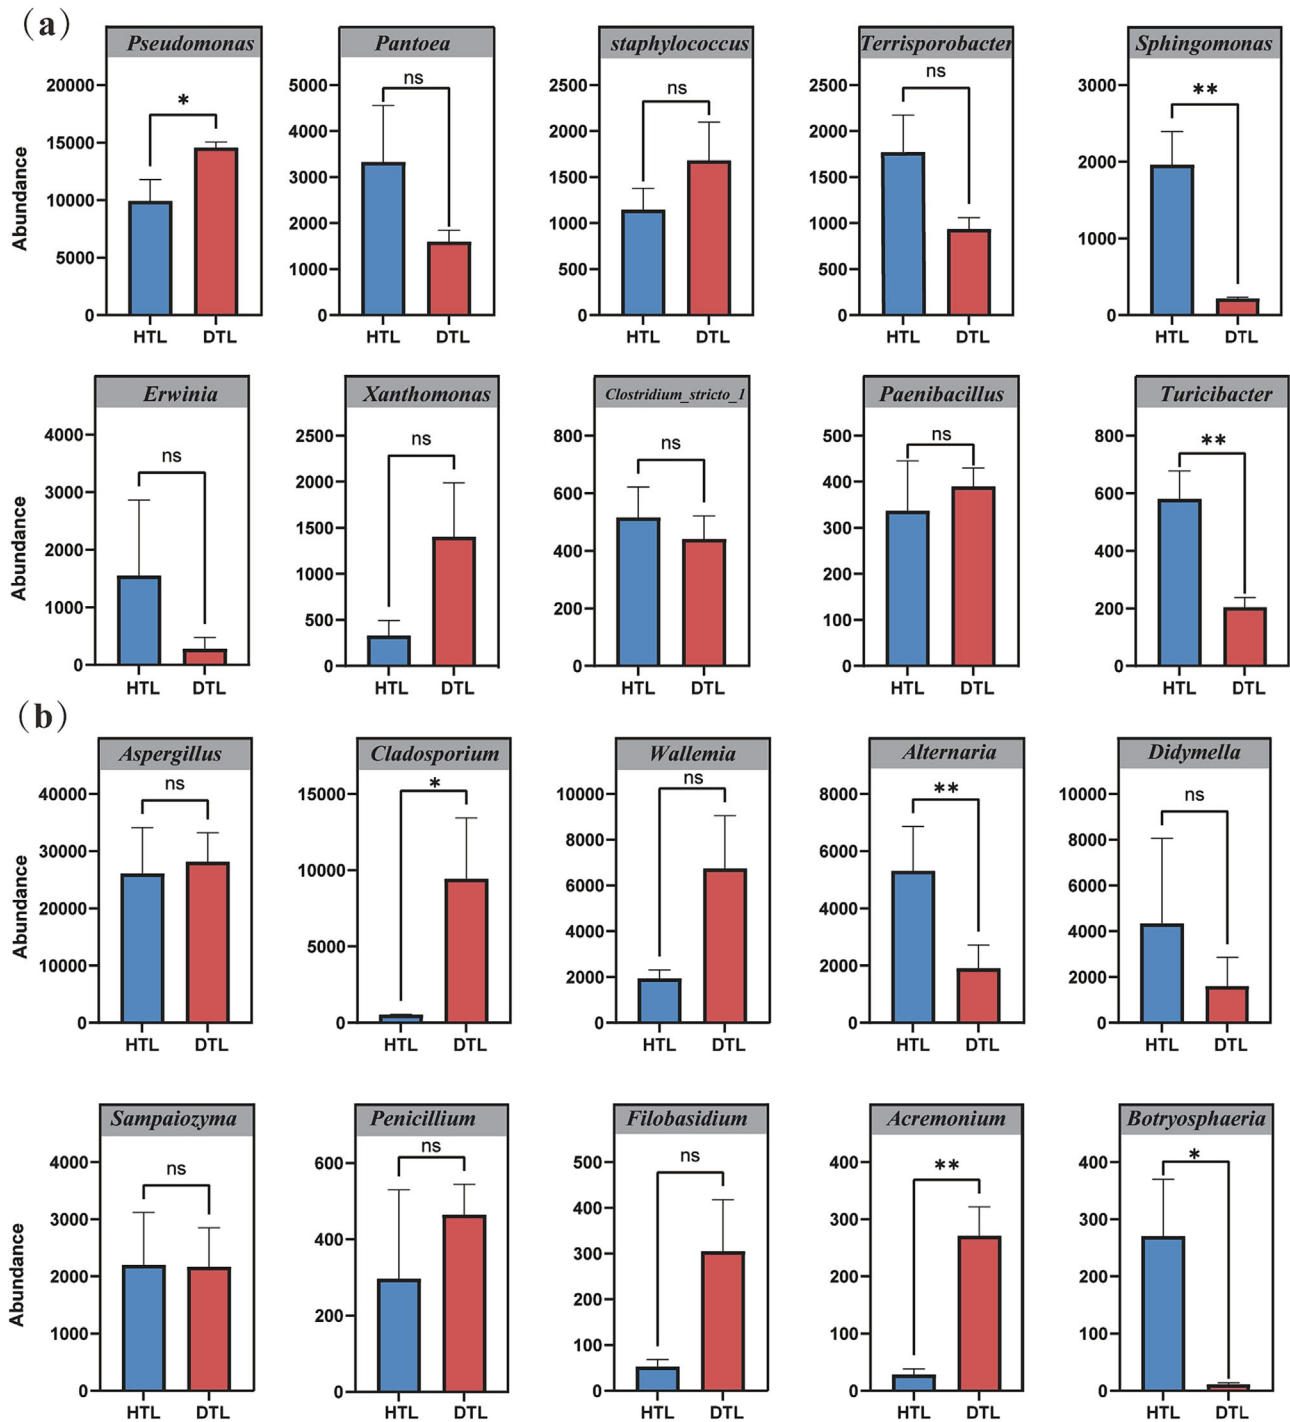 (a)
Pseudomonas
Abundance
20000
15000
10000
5000
0
*
HTL DTL
Pantoea
5000
4000
3000
2000
1000
0
ns
HTL DTL
staphylococcus
2500
2000
1500
1000
500
0
ns
HTL DTL
Terrisporobacter
2500
2000
1500
1000
500
0
ns
HTL DTL
Sphingomonas
3000
2000
1000
0
**
HTL DTL
Erwinia
Abundance
4000
3000
2000
1000
0
ns
HTL DTL
Xanthomonas
2500
2000
1500
1000
500
0
ns
HTL DTL
Clostridium_stricto_1
800
600
400
200
0
ns
HTL DTL
Paenibacillus
500
400
300
200
100
0
ns
HTL DTL
Turicibacter
800
600
400
200
0
**
HTL DTL
(b)
Aspergillus
Abundance
40000
30000
20000
10000
0
ns
HTL DTL
Cladosporium
15000
10000
5000
0
*
HTL DTL
Wallemia
10000
8000
6000
4000
2000
0
ns
HTL DTL
Alternaria
8000
6000
4000
2000
0
**
HTL DTL
Didymella
10000
8000
6000
4000
2000
0
ns
HTL DTL
Sampaiozyma
Abundance
4000
3000
2000
1000
0
ns
HTL DTL
Penicillium
600
400
200
0
ns
HTL DTL
Filobasidium
500
400
300
200
100
0
ns
HTL DTL
Acremonium
400
300
200
100
0
**
HTL DTL
Botryosphaeria
400
300
200
100
0
*
HTL DTL